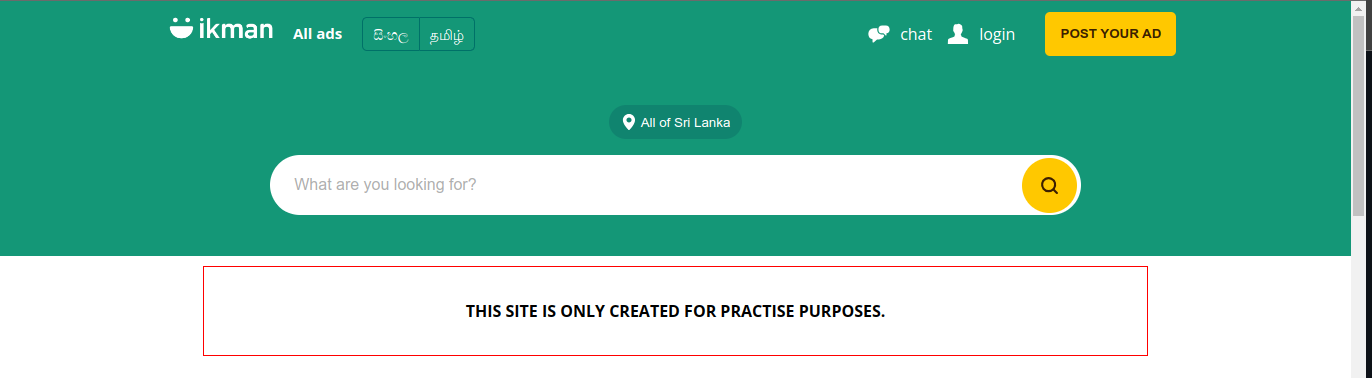 ikman All ads සිංහල தமிழ் chat login POST YOUR AD
All of Sri Lanka
What are you looking for?
THIS SITE IS ONLY CREATED FOR PRACTISE PURPOSES.